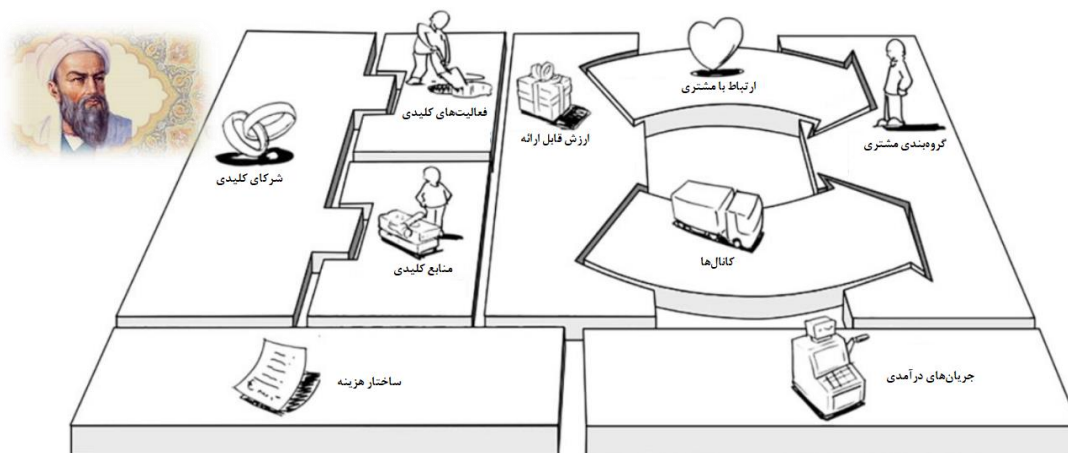 ارتباط با مشتری
فعالیت‌های کلیدی
ارزش قابل ارائه
گروه‌بندی مشتری
شرکای کلیدی
کانال‌ها
منابع کلیدی
جریان‌های درآمدی
ساختار هزینه